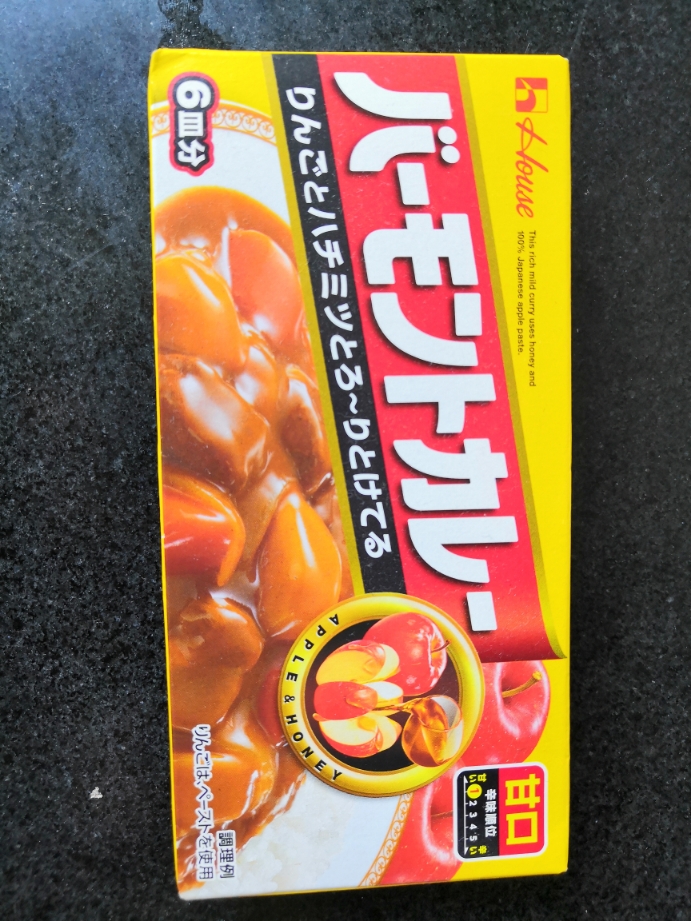 House
This rich mild curry uses honey and
100% Japanese apple paste.
バーモントカレー
りんごとハチミツとろ～りとけてる
6皿分
APPLE & HONEY
甘口
辛味順位
甘い 1 2 3 4 5 辛い
調理例
りんごは、ペーストを使用